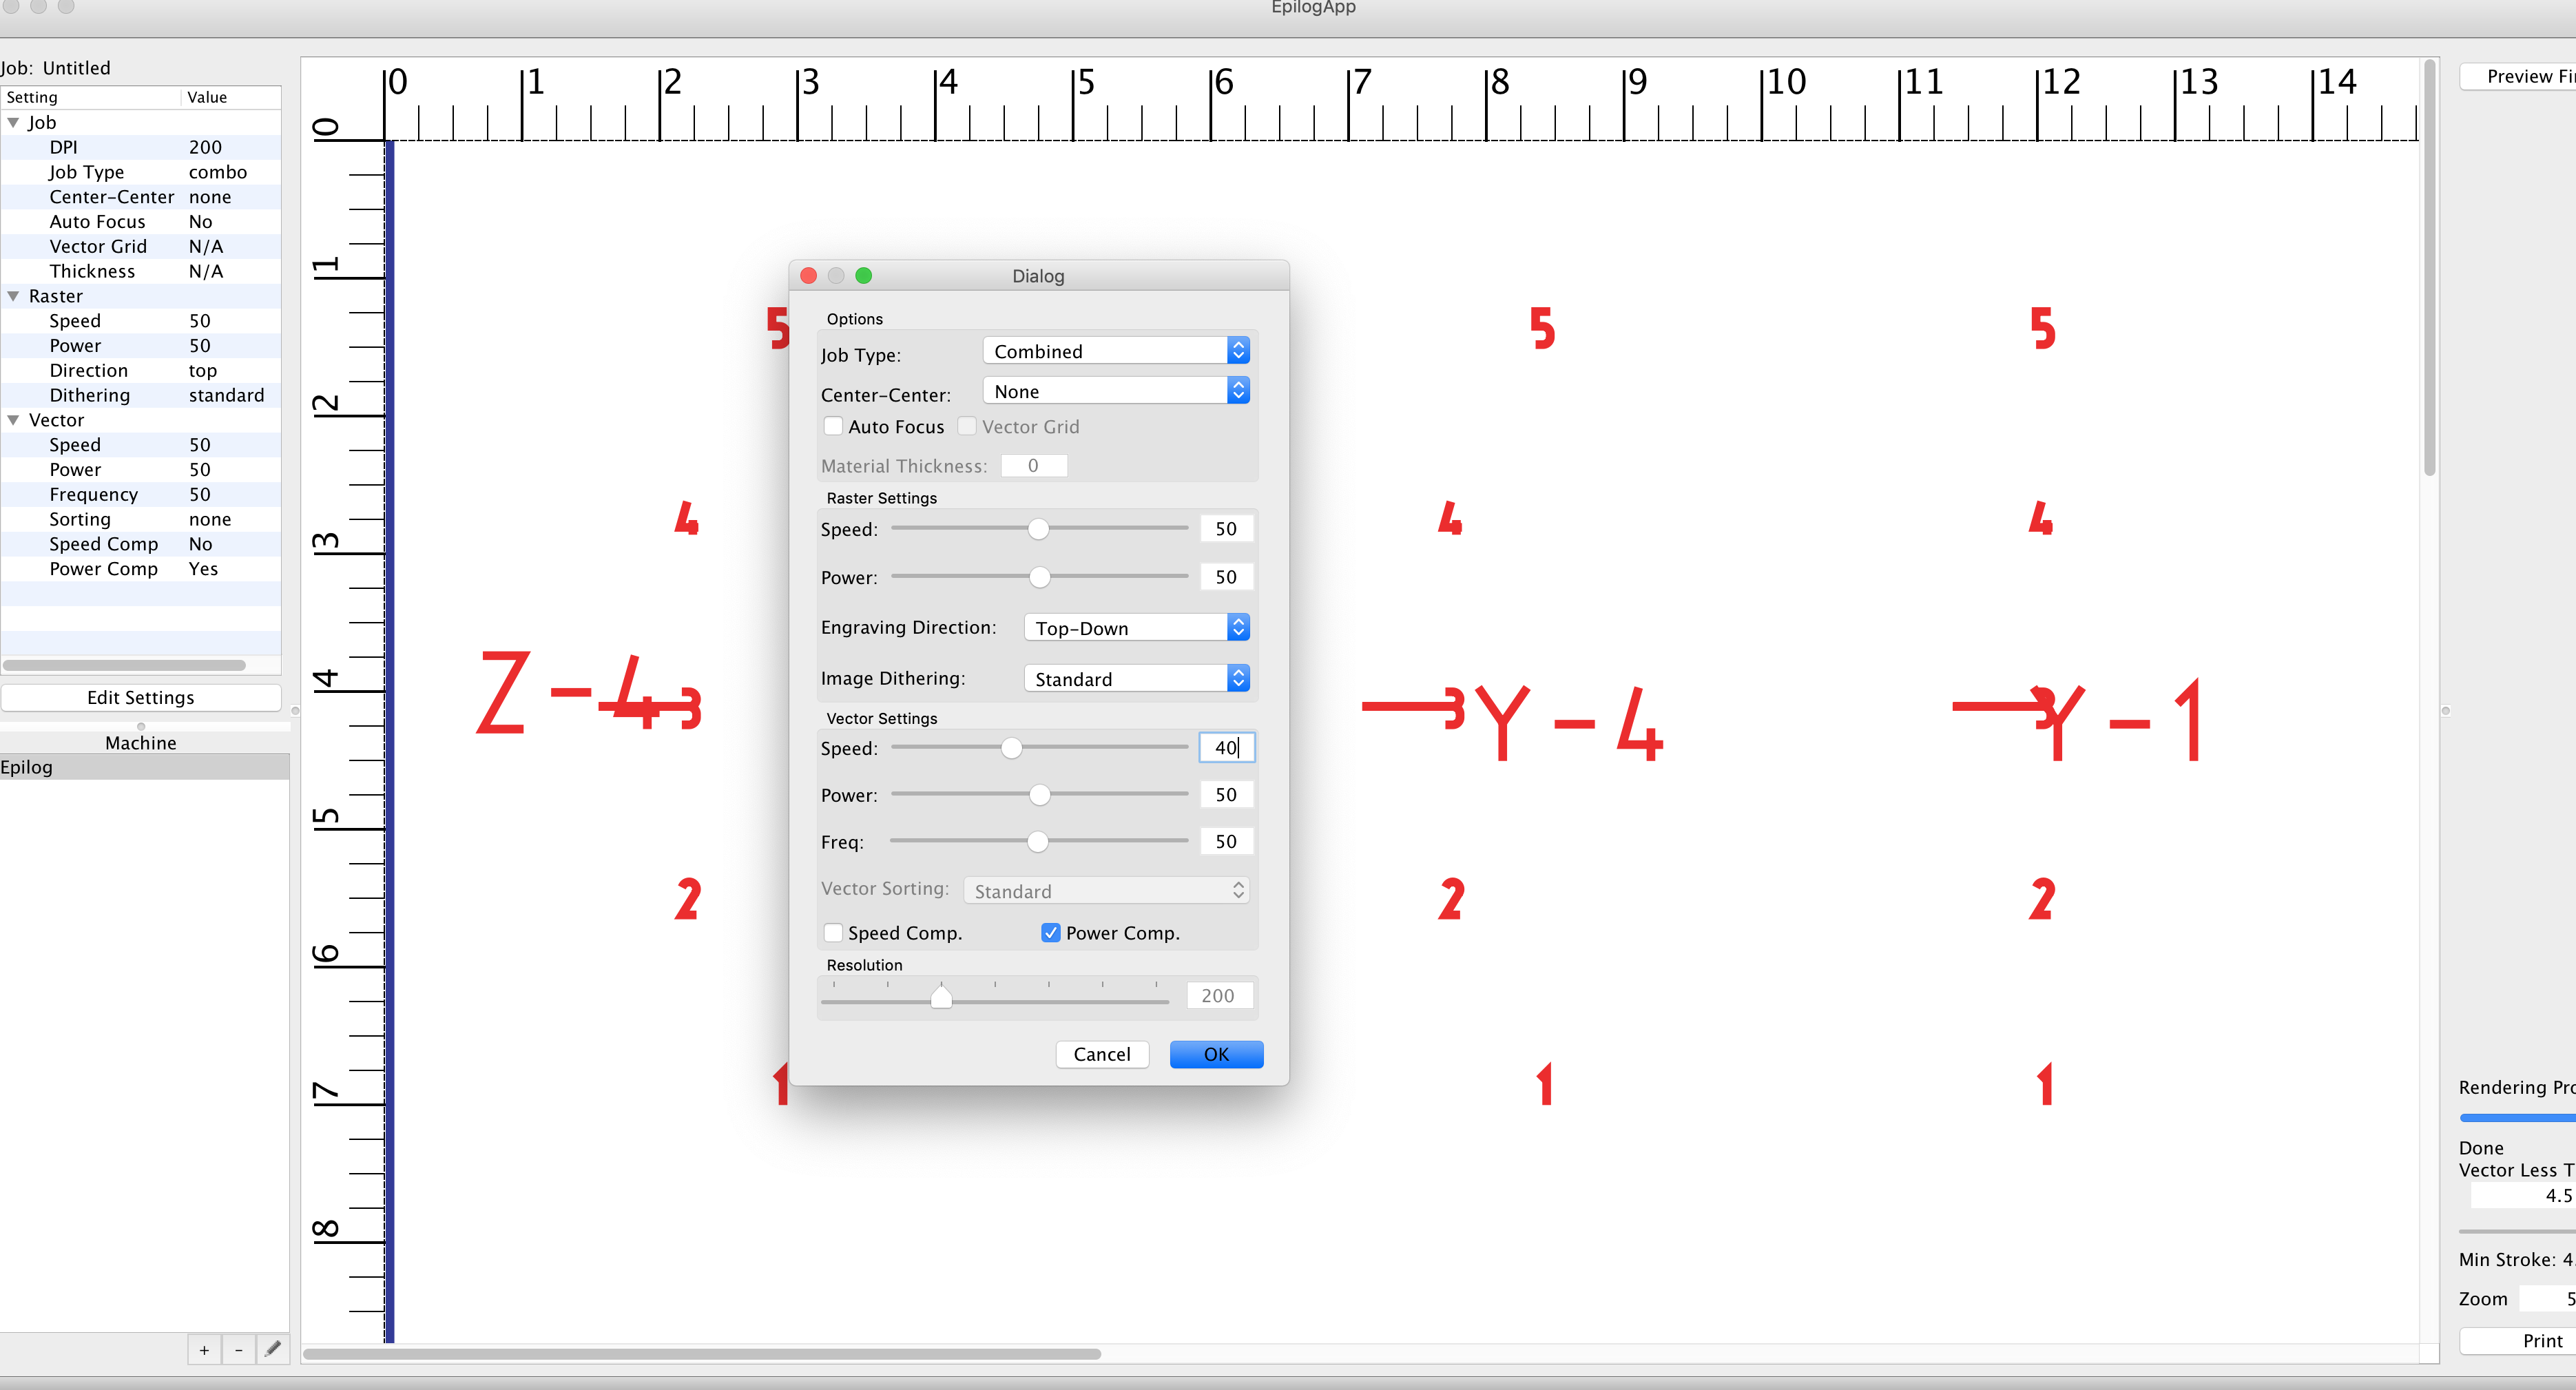 EpilogApp
Job: Untitled
Setting Value
Job
DPI 200
Job Type combo
Center-Center none
Auto Focus No
Vector Grid N/A
Thickness N/A
Raster
Speed 50
Power 50
Direction top
Dithering standard
Vector
Speed 50
Power 50
Frequency 50
Sorting none
Speed Comp No
Power Comp Yes
Edit Settings
Machine
Epilog
+ -
0 1 2 3 4 5 6 7 8 9 10 11 12 13 14
0
1
2
3
4
5
6
7
8
5 5 5
4 4 4
Z-4 3 3 Y-4 3 Y-1
2 2 2
1 1 1
Dialog
Options
Job Type: Combined
Center-Center: None
Auto Focus Vector Grid
Material Thickness: 0
Raster Settings
Speed: 50
Power: 50
Engraving Direction: Top-Down
Image Dithering: Standard
Vector Settings
Speed: 40
Power: 50
Freq: 50
Vector Sorting: Standard
Speed Comp. Power Comp.
Resolution
200
Cancel OK
Preview
Rendering
Done
Vector Less
4.5
Min Stroke: 4
Zoom 5
Print